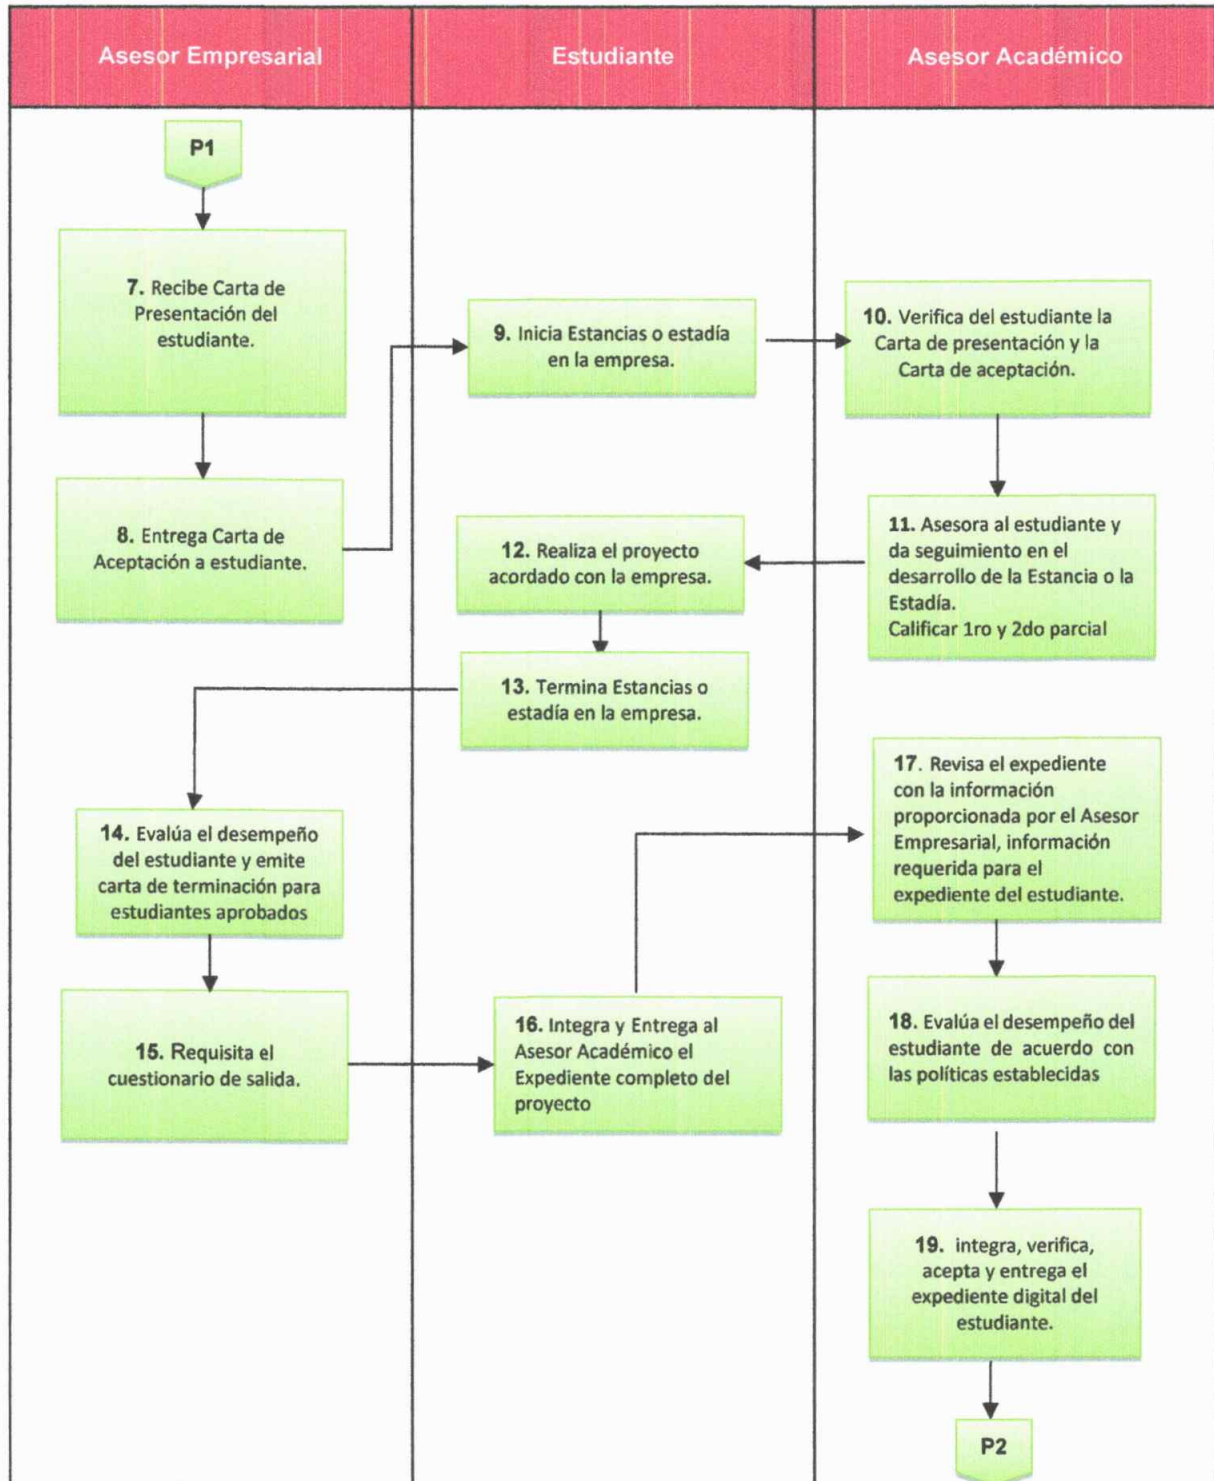 Asesor Empresarial
Estudiante
Asesor Académico
P1
7. Recibe Carta de
Presentación del
estudiante.
8. Entrega Carta de
Aceptación a estudiante.
9. Inicia Estancias o estadía
en la empresa.
10. Verifica del estudiante la
Carta de presentación y la
Carta de aceptación.
11. Asesora al estudiante y
da seguimiento en el
desarrollo de la Estancia o la
Estadía.
Calificar 1ro y 2do parcial
12. Realiza el proyecto
acordado con la empresa.
13. Termina Estancias o
estadía en la empresa.
14. Evalúa el desempeño
del estudiante y emite
carta de terminación para
estudiantes aprobados
15. Requisita el
cuestionario de salida.
16. Integra y Entrega al
Asesor Académico el
Expediente completo del
proyecto
17. Revisa el expediente
con la información
proporcionada por el Asesor
Empresarial, información
requerida para el
expediente del estudiante.
18. Evalúa el desempeño del
estudiante de acuerdo con
las políticas establecidas
19. integra, verifica,
acepta y entrega el
expediente digital del
estudiante.
P2